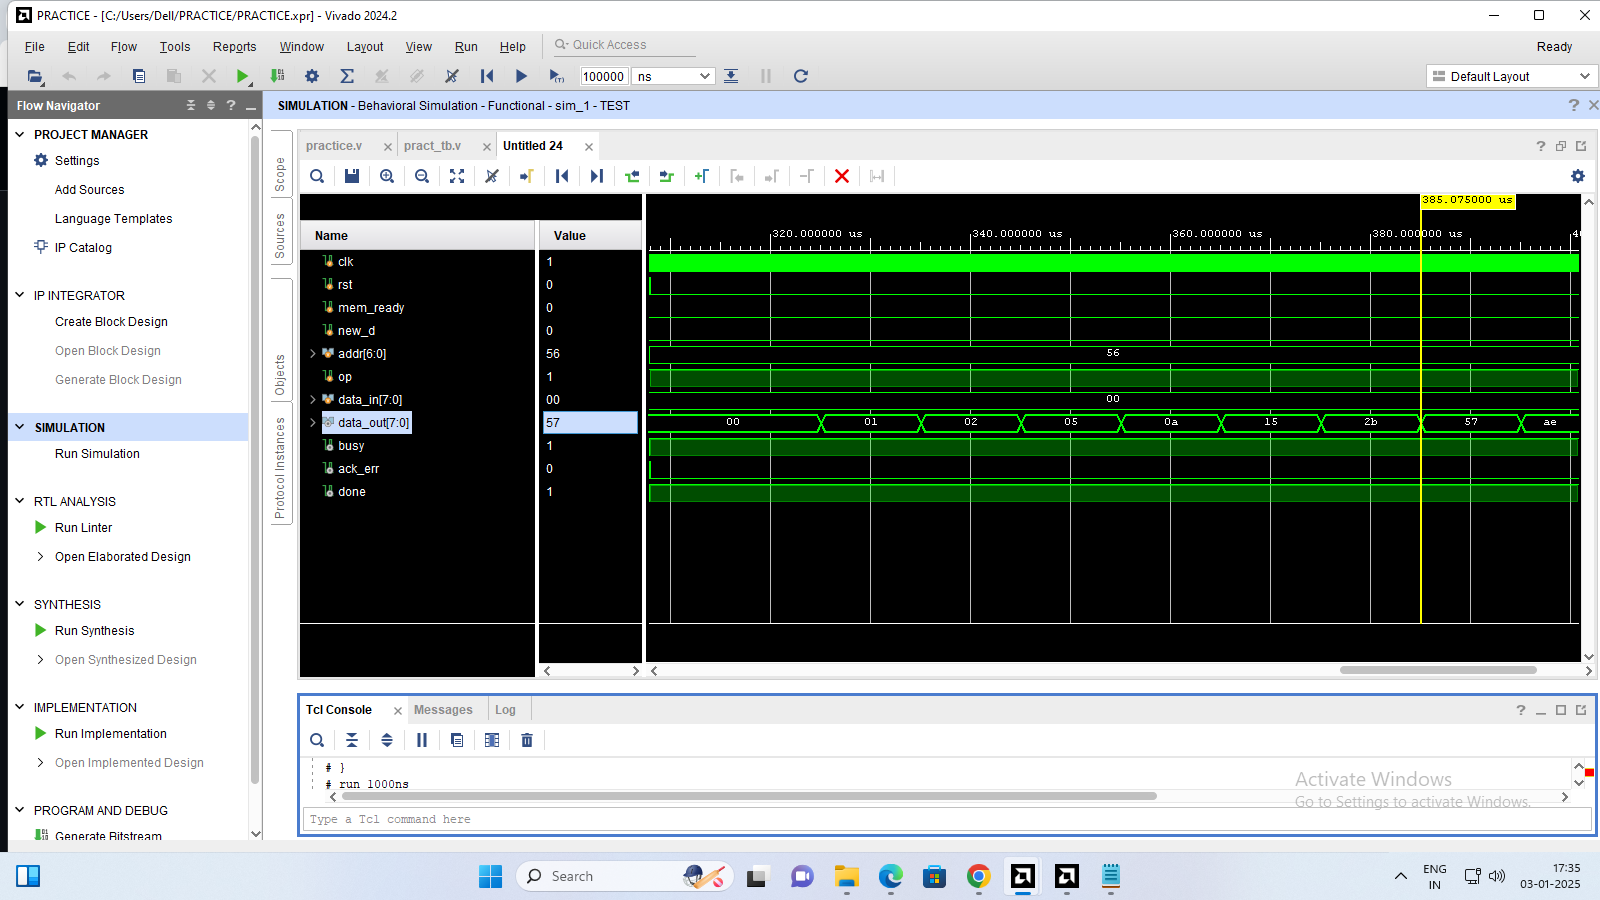 PRACTICE - [C:/Users/Dell/PRACTICE/PRACTICE.xpr] - Vivado 2024.2
File Edit Flow Tools Reports Window Layout View Run Help Quick Access Ready
100000 ns Default Layout
Flow Navigator
SIMULATION - Behavioral Simulation - Functional - sim_1 - TEST
PROJECT MANAGER
Settings
Add Sources
Language Templates
IP Catalog
IP INTEGRATOR
Create Block Design
Open Block Design
Generate Block Design
SIMULATION
Run Simulation
RTL ANALYSIS
Run Linter
Open Elaborated Design
SYNTHESIS
Run Synthesis
Open Synthesized Design
IMPLEMENTATION
Run Implementation
Open Implemented Design
PROGRAM AND DEBUG
Generate Bitstream
Scope
Sources
Objects
Protocol Instances
practice.v pract_tb.v Untitled 24
385.075000 us
320.000000 us 340.000000 us 360.000000 us 380.000000 us
Name Value
clk 1
rst 0
mem_ready 0
new_d 0
addr[6:0] 56 56
op 1
data_in[7:0] 00 00
data_out[7:0] 57 00 01 02 05 0a 15 2b 57 ae
busy 1
ack_err 0
done 1
Tcl Console Messages Log
# }
# run 1000ns
Type a Tcl command here
Activate Windows
Go to Settings to activate Windows.
Search
ENG
IN
17:35
03-01-2025